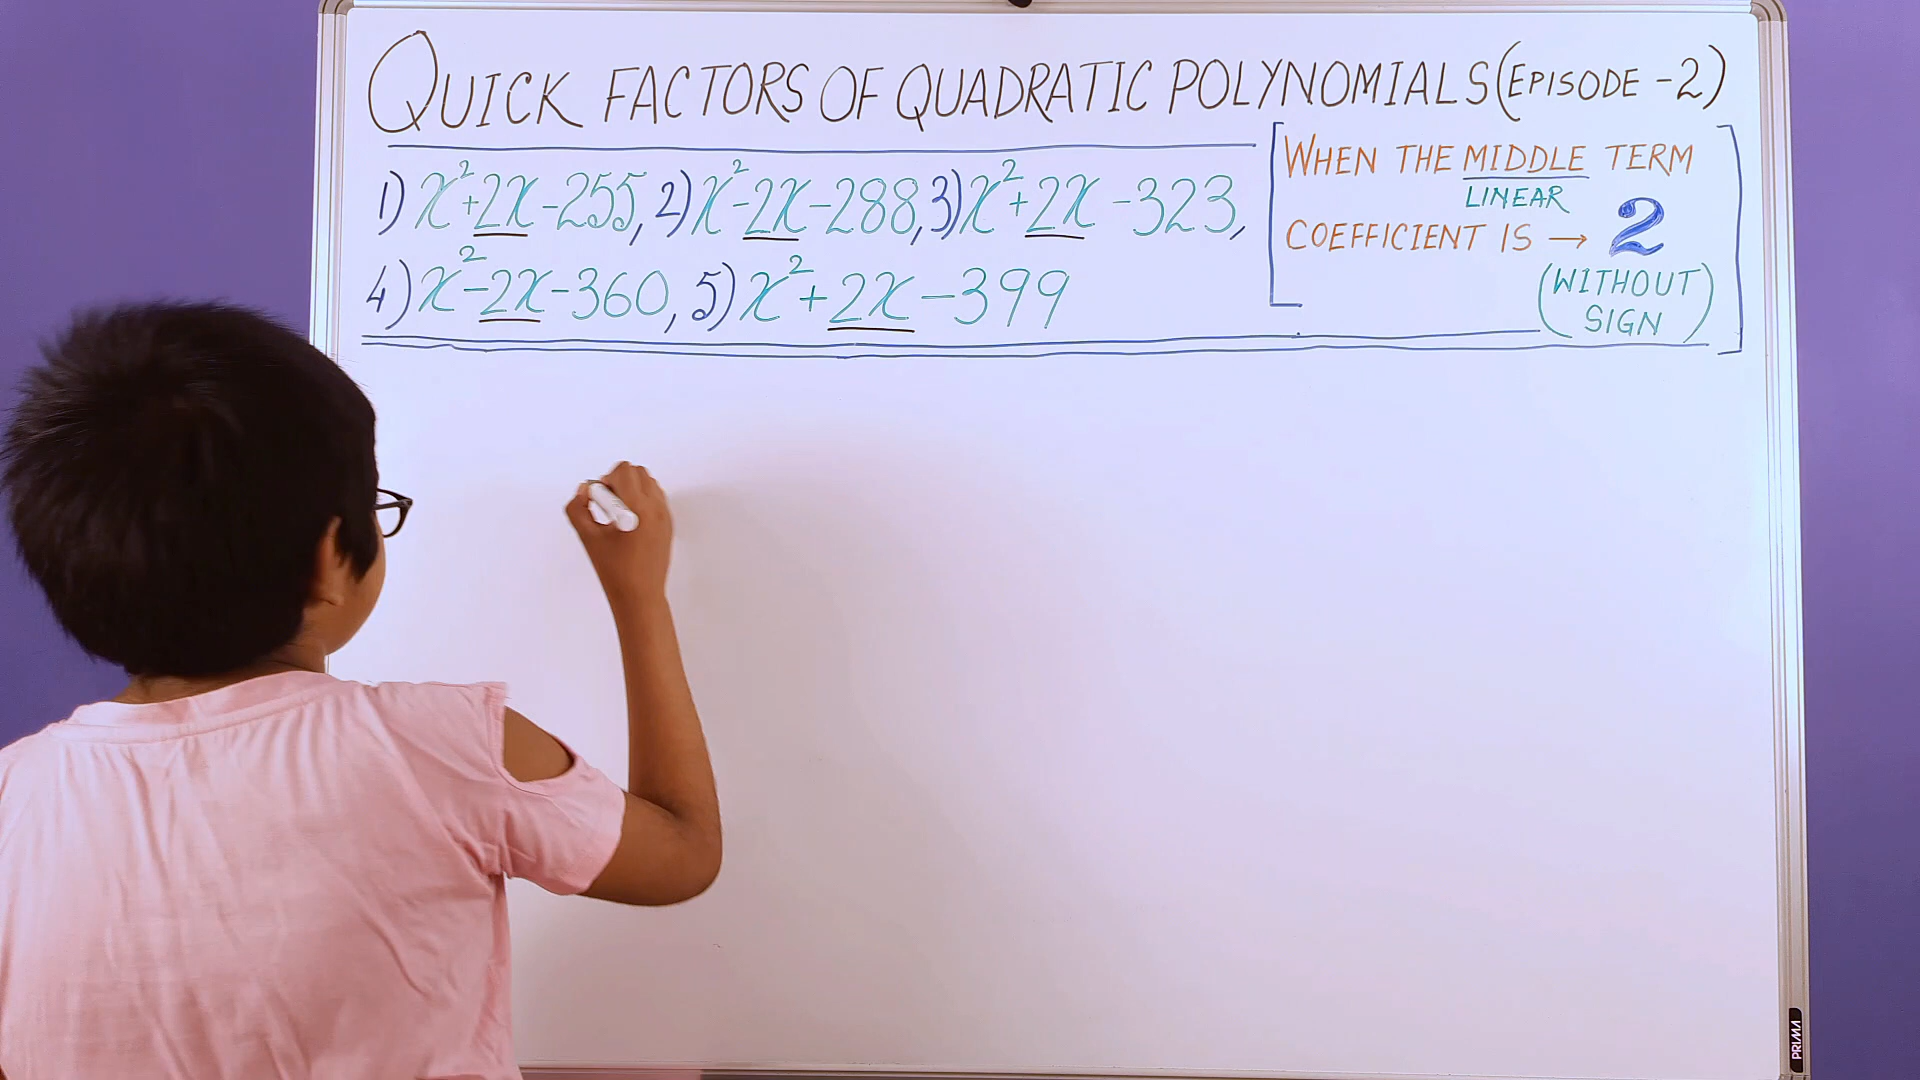 QUICK FACTORS OF QUADRATIC POLYNOMIALS (EPISODE -2)
1) x²+2x-255, 2) x²-2x-288, 3) x²+2x-323,
4) x²-2x-360, 5) x²+2x-399
[WHEN THE MIDDLE TERM
LINEAR
COEFFICIENT IS → 2
(WITHOUT
SIGN)]
PRIMA